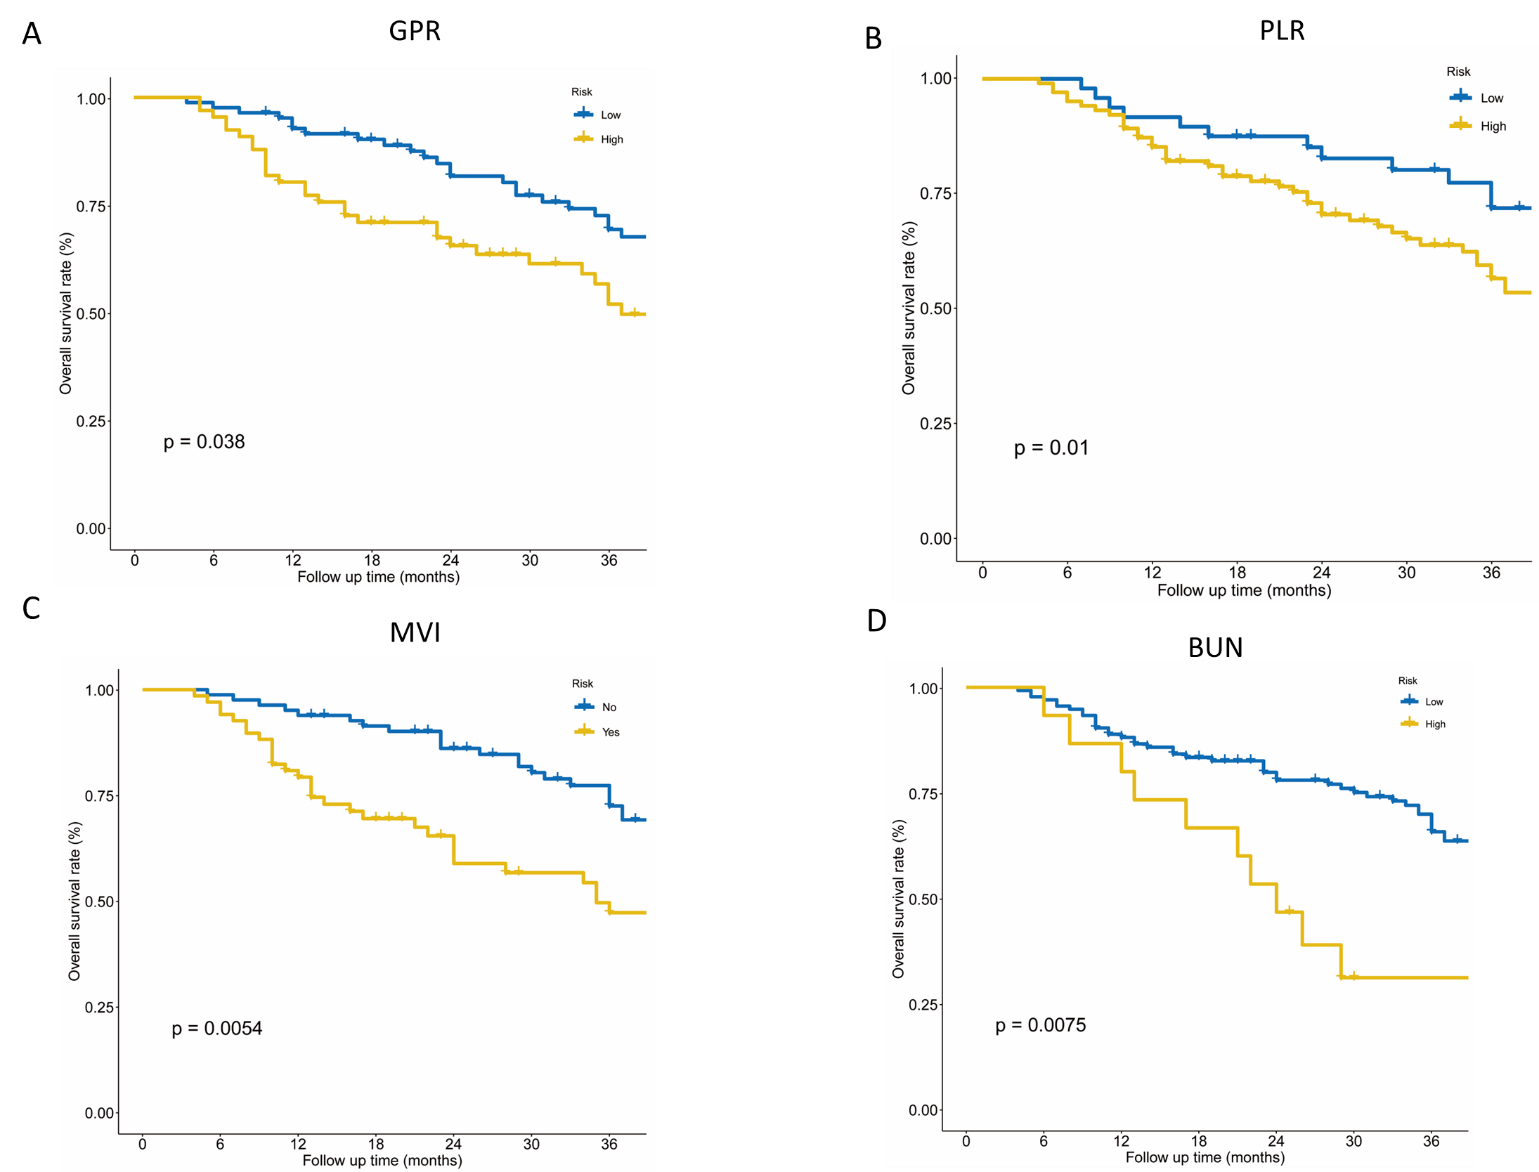 A
GPR
Risk
Low
High
1.00
0.75
0.50
0.25
0.00
Overall survival rate (%)
p = 0.038
0 6 12 18 24 30 36
Follow up time (months)
B
PLR
Risk
Low
High
1.00
0.75
0.50
0.25
0.00
Overall survival rate (%)
p = 0.01
0 6 12 18 24 30 36
Follow up time (months)
C
MVI
Risk
No
Yes
1.00
0.75
0.50
0.25
0.00
Overall survival rate (%)
p = 0.0054
0 6 12 18 24 30 36
Follow up time (months)
D
BUN
Risk
Low
High
1.00
0.75
0.50
0.25
0.00
Overall survival rate (%)
p = 0.0075
0 6 12 18 24 30 36
Follow up time (months)